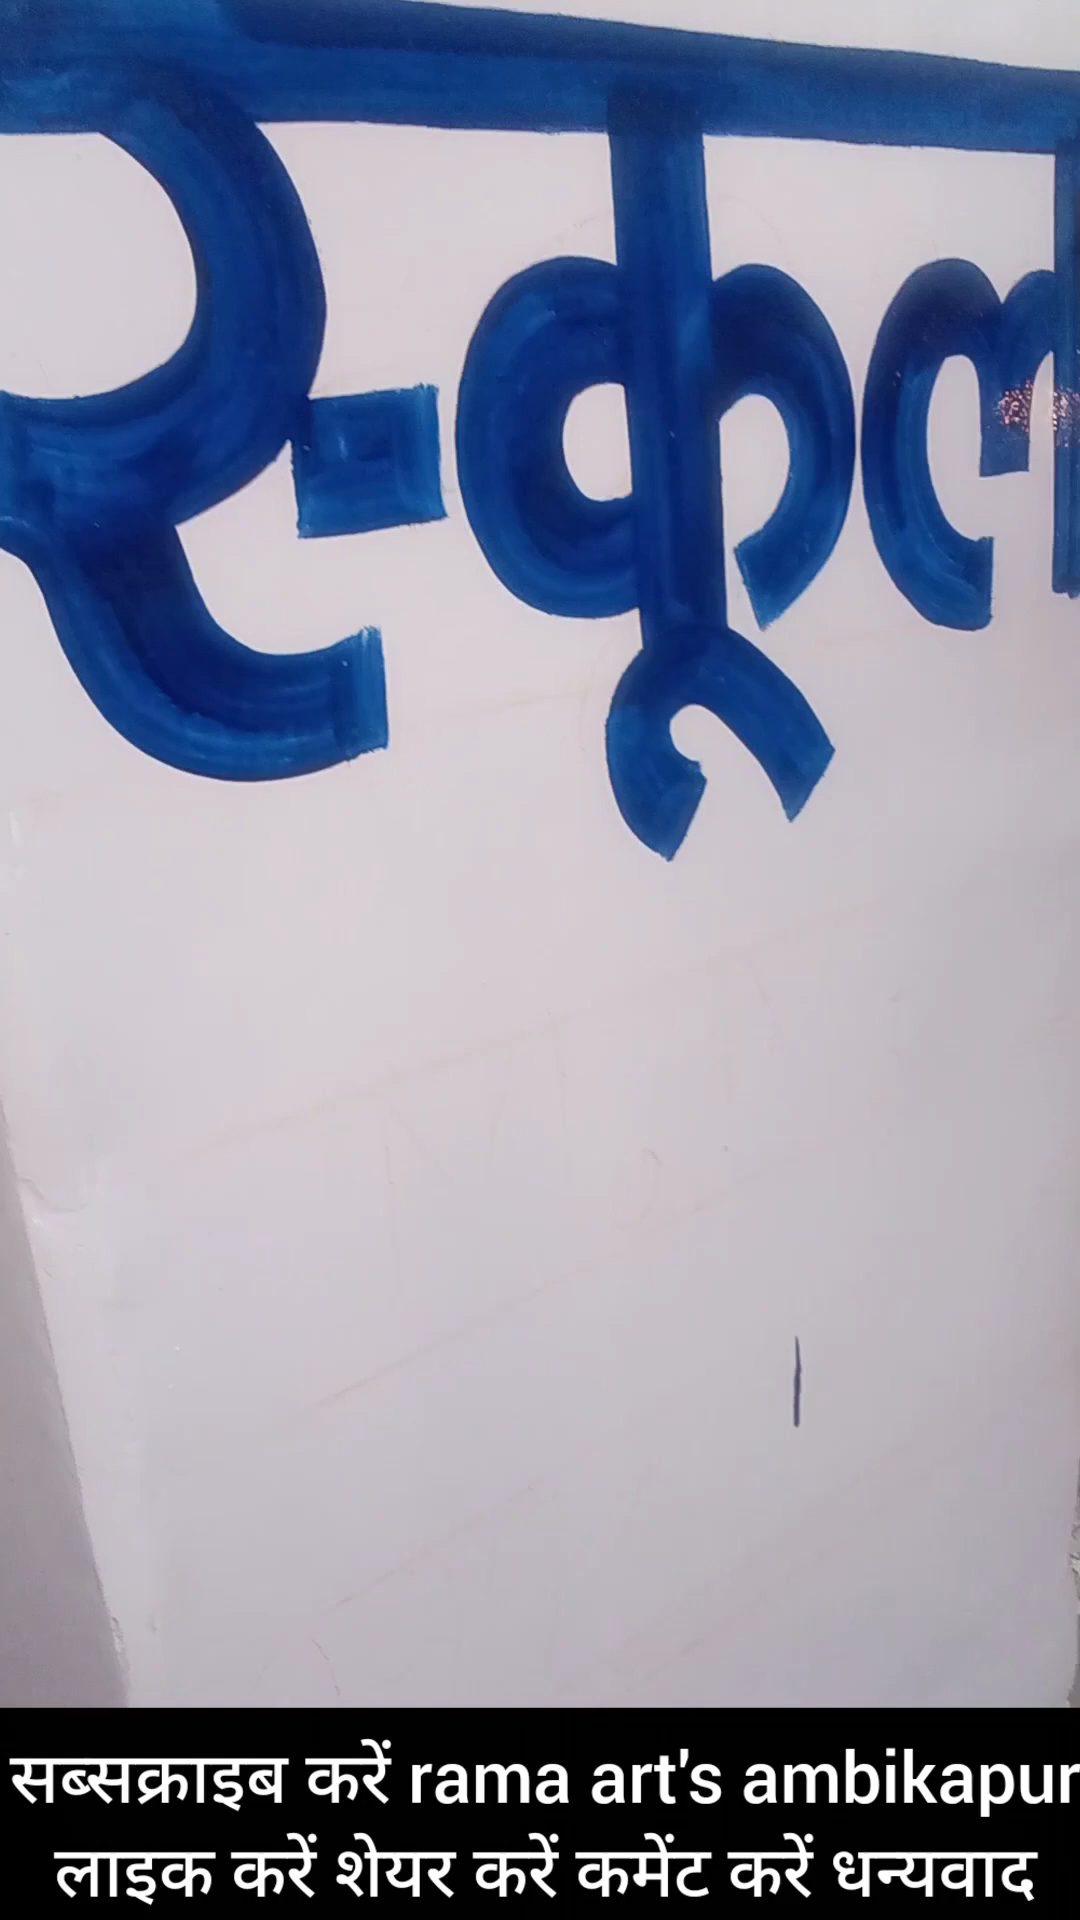 स्कूल
सब्सक्राइब करें rama art's ambikapur
लाइक करें शेयर करें कमेंट करें धन्यवाद